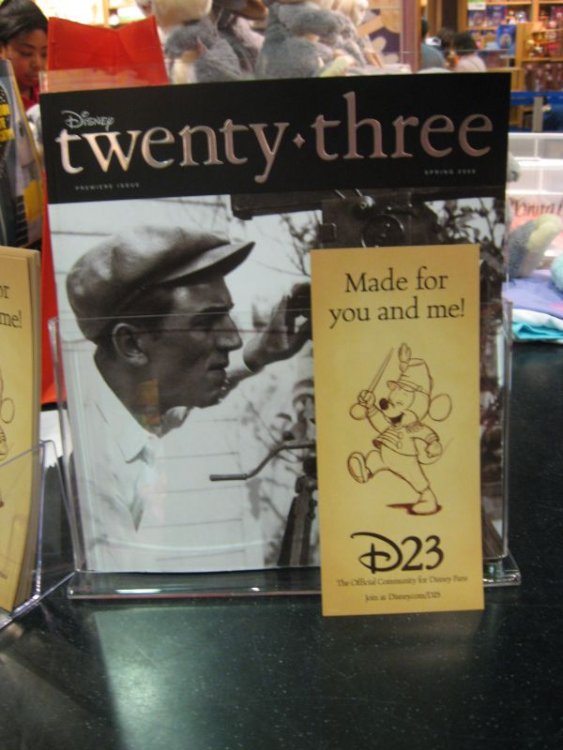 Disney
twenty·three
PREMIERE ISSUE
SPRING 2009
Made for
you and me!
D23
The Official Community for Disney Fans
Join at Disney.com/D23
or
me!